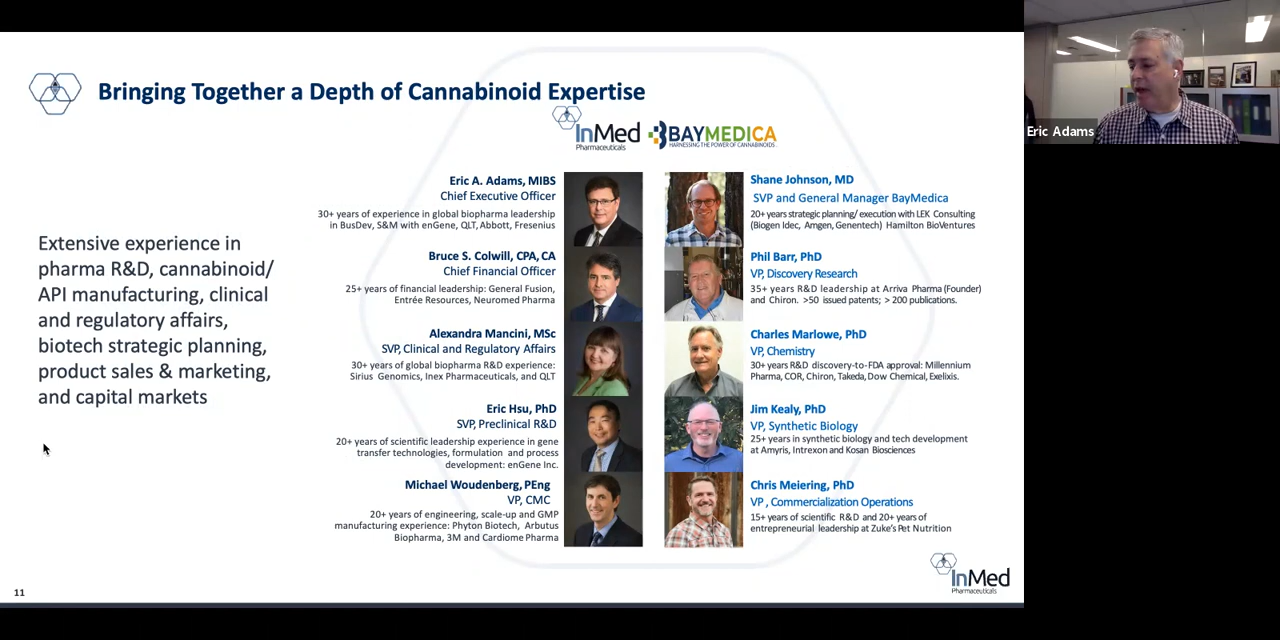 Bringing Together a Depth of Cannabinoid Expertise
InMed
Pharmaceuticals
BAYMEDICA
HARNESSING THE POWER OF CANNABINOIDS
Eric Adams
Extensive experience in
pharma R&D, cannabinoid/
API manufacturing, clinical
and regulatory affairs,
biotech strategic planning,
product sales & marketing,
and capital markets
Eric A. Adams, MIBS
Chief Executive Officer
30+ years of experience in global biopharma leadership
in BusDev, S&M with enGene, QLT, Abbott, Fresenius
Bruce S. Colwill, CPA, CA
Chief Financial Officer
25+ years of financial leadership: General Fusion,
Entrée Resources, Neuromed Pharma
Alexandra Mancini, MSc
SVP, Clinical and Regulatory Affairs
30+ years of global biopharma R&D experience:
Sirius Genomics, Inex Pharmaceuticals, and QLT
Eric Hsu, PhD
SVP, Preclinical R&D
20+ years of scientific leadership experience in gene
transfer technologies, formulation and process
development: enGene Inc.
Michael Woudenberg, PEng
VP, CMC
20+ years of engineering, scale-up and GMP
manufacturing experience: Phyton Biotech, Arbutus
Biopharma, 3M and Cardiome Pharma
Shane Johnson, MD
SVP and General Manager BayMedica
20+ years strategic planning/ execution with LEK Consulting
(Biogen Idec, Amgen, Genentech) Hamilton BioVentures
Phil Barr, PhD
VP, Discovery Research
35+ years R&D leadership at Arriva Pharma (Founder)
and Chiron. >50 issued patents; > 200 publications.
Charles Marlowe, PhD
VP, Chemistry
30+ years R&D discovery-to-FDA approval: Millennium
Pharma, COR, Chiron, Takeda, Dow Chemical, Exelixis.
Jim Kealy, PhD
VP, Synthetic Biology
25+ years in synthetic biology and tech development
at Amyris, Intrexon and Kosan Biosciences
Chris Meiering, PhD
VP , Commercialization Operations
15+ years of scientific R&D and 20+ years of
entrepreneurial leadership at Zuke's Pet Nutrition
InMed
Pharmaceuticals
11